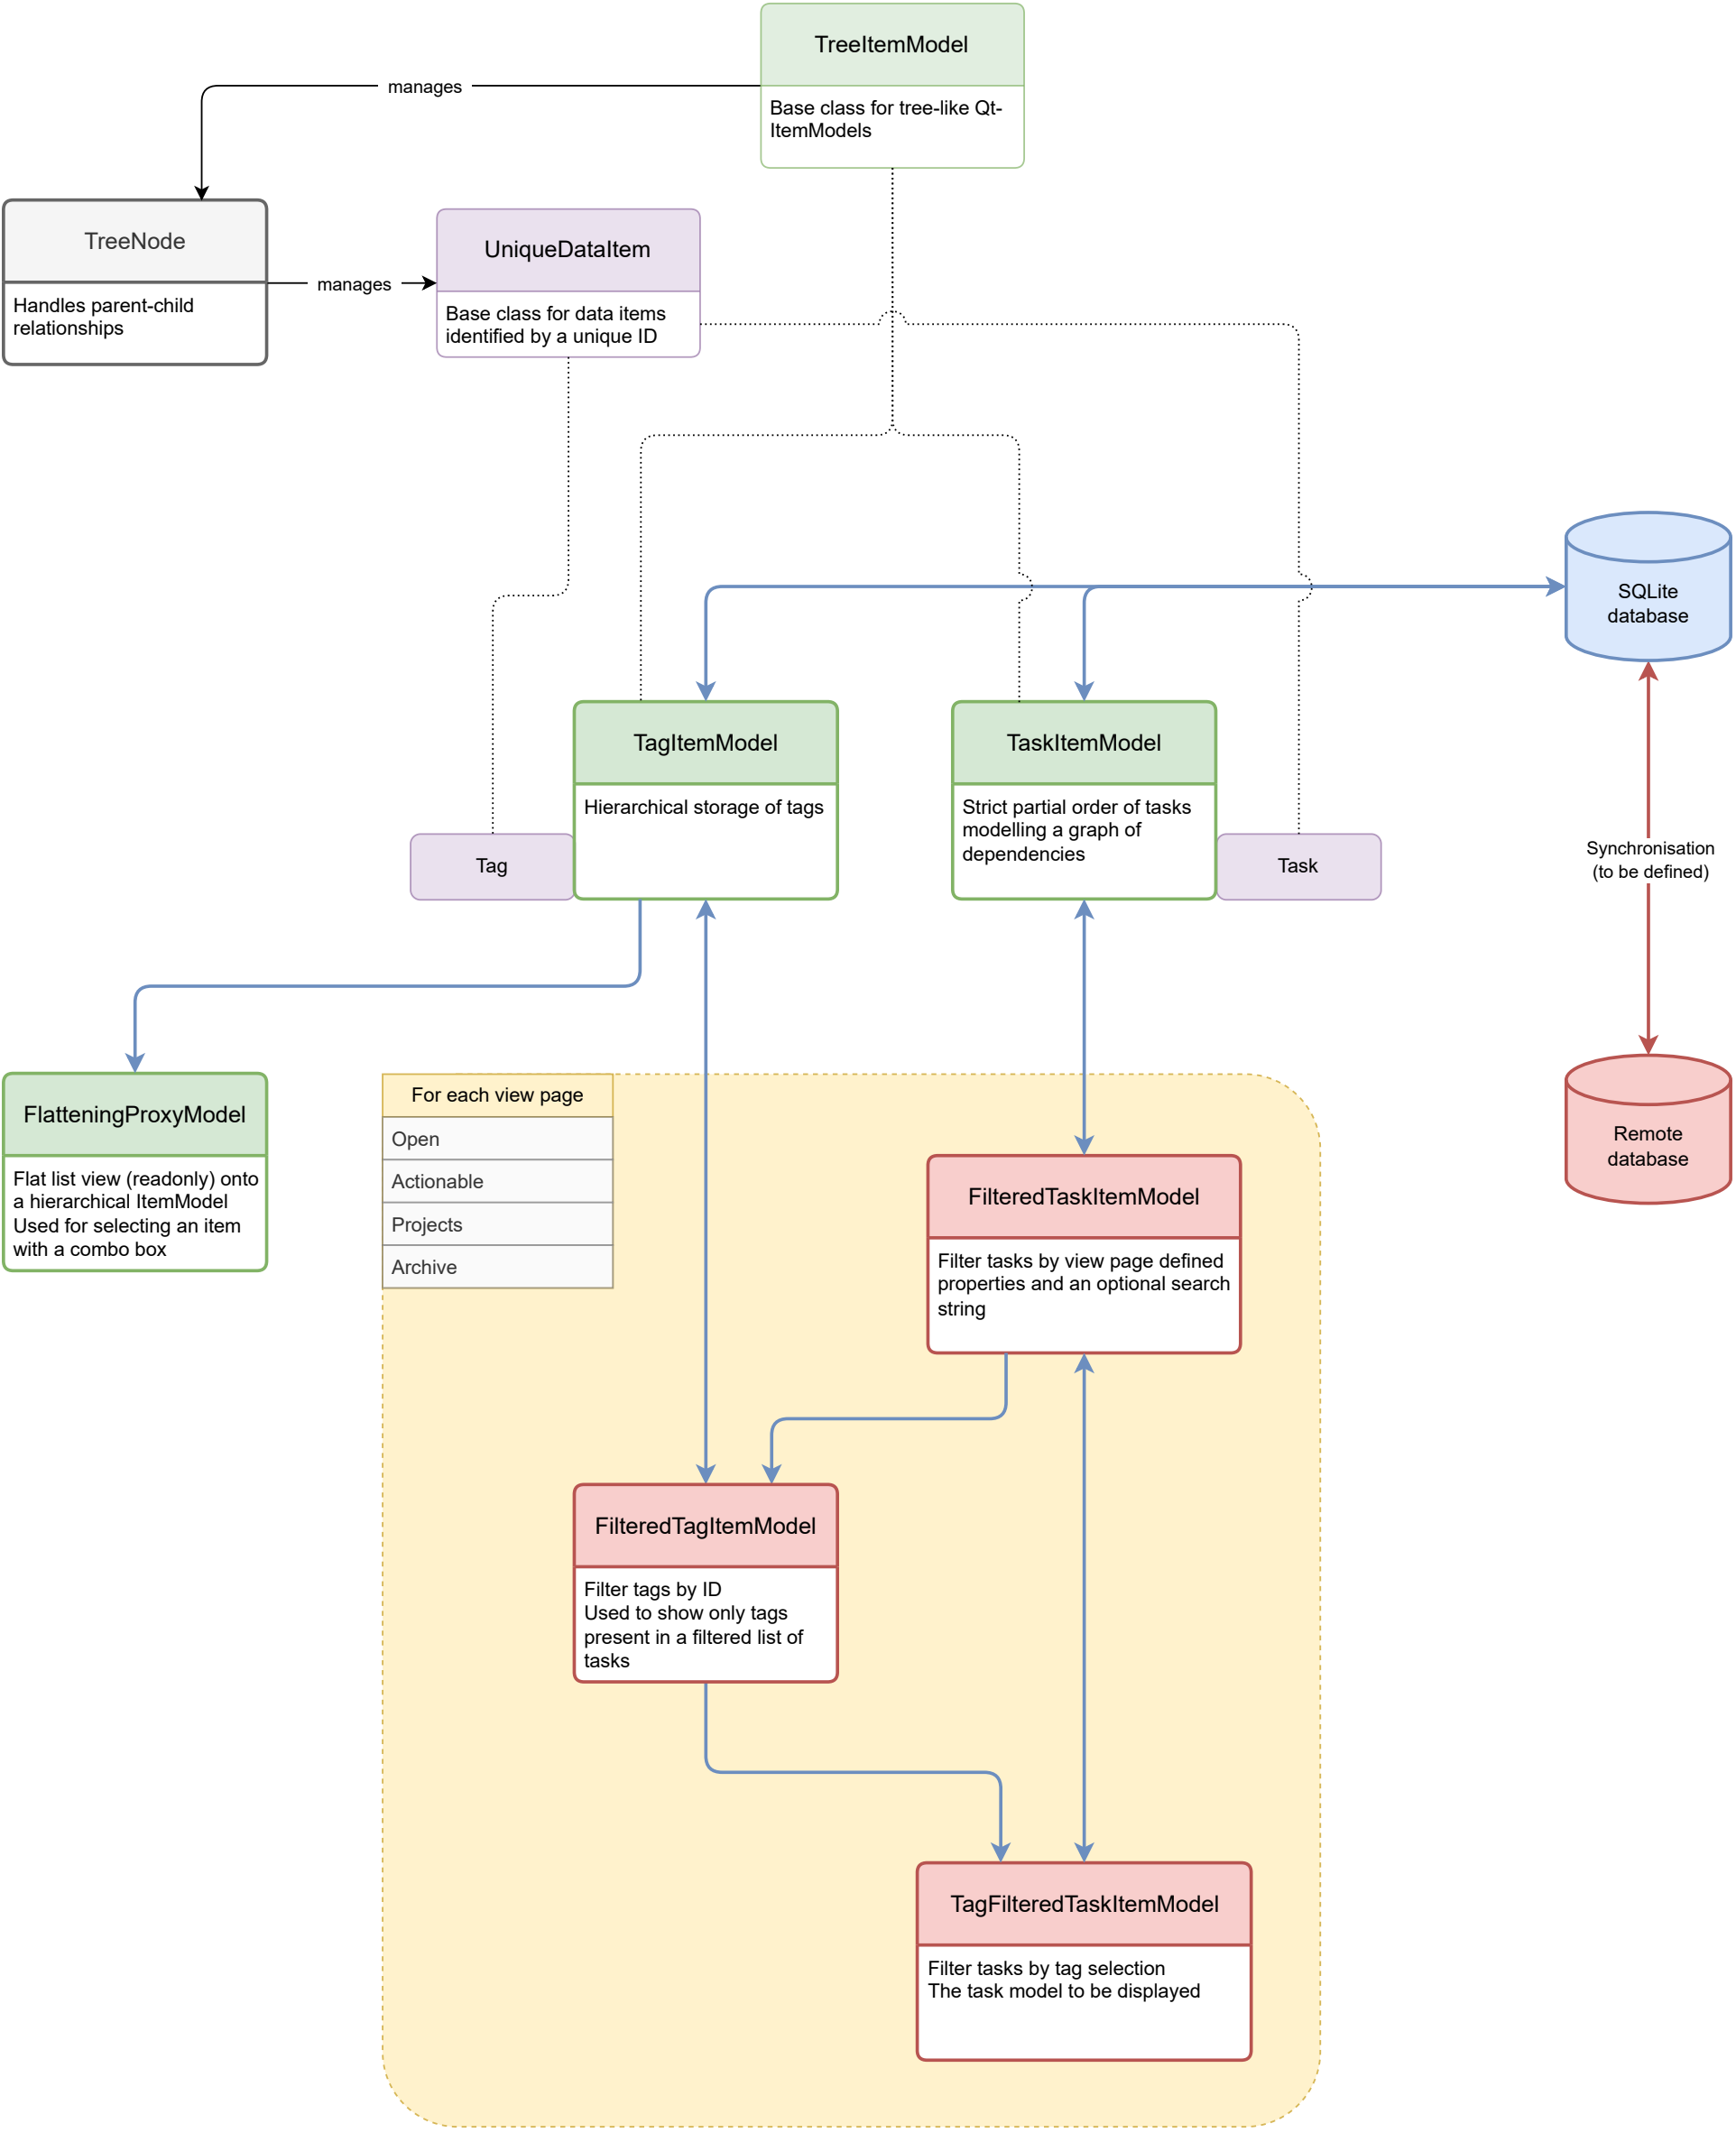 TreeItemModel
manages
Base class for tree-like Qt-
ItemModels
TreeNode
UniqueDataItem
manages
Handles parent-child
relationships
Base class for data items
identified by a unique ID
SQLite
database
TagItemModel
TaskItemModel
Hierarchical storage of tags
Strict partial order of tasks
modelling a graph of
dependencies
Tag
Task
Synchronisation
(to be defined)
FlatteningProxyModel
Flat list view (readonly) onto
a hierarchical ItemModel
Used for selecting an item
with a combo box
For each view page
Open
Actionable
Projects
Archive
Remote
database
FilteredTaskItemModel
Filter tasks by view page defined
properties and an optional search
string
FilteredTagItemModel
Filter tags by ID
Used to show only tags
present in a filtered list of
tasks
TagFilteredTaskItemModel
Filter tasks by tag selection
The task model to be displayed